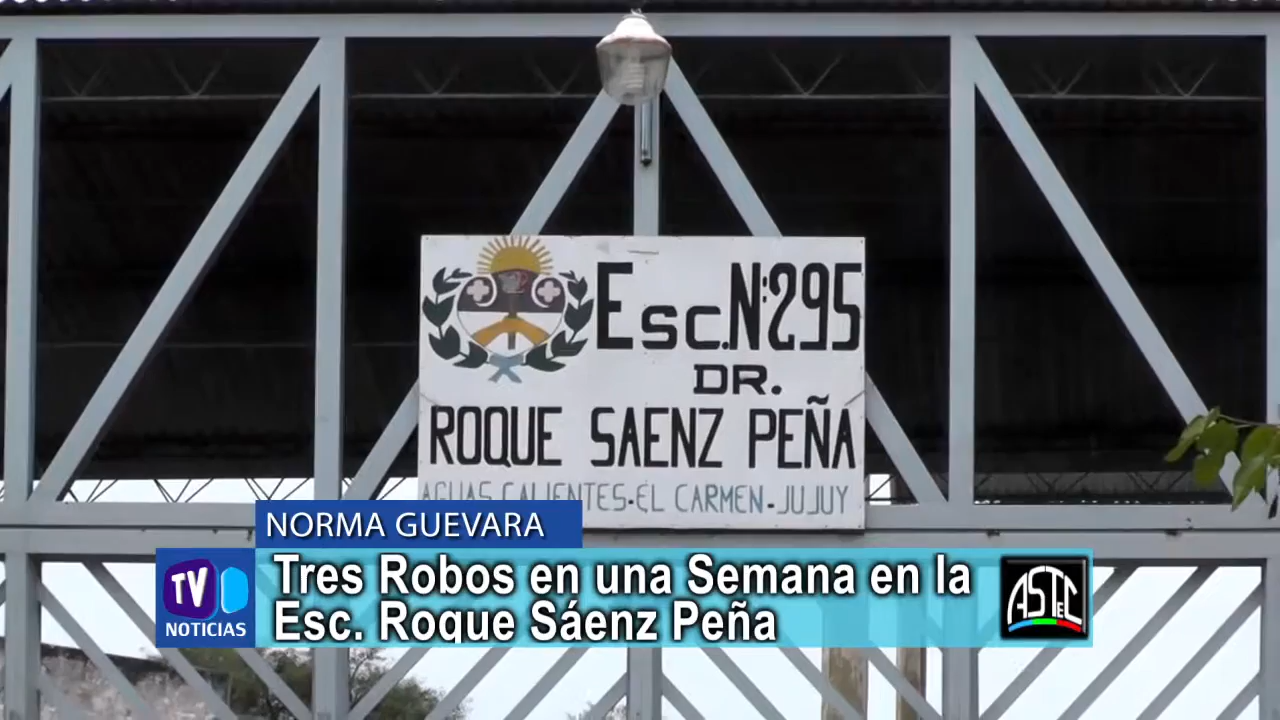 Esc. Nº:295
DR.
ROQUE SAENZ PEÑA
AGUAS CALIENTES-EL CARMEN-JUJUY
NORMA GUEVARA
Tres Robos en una Semana en la
Esc. Roque Sáenz Peña
TV
NOTICIAS
ASTEC